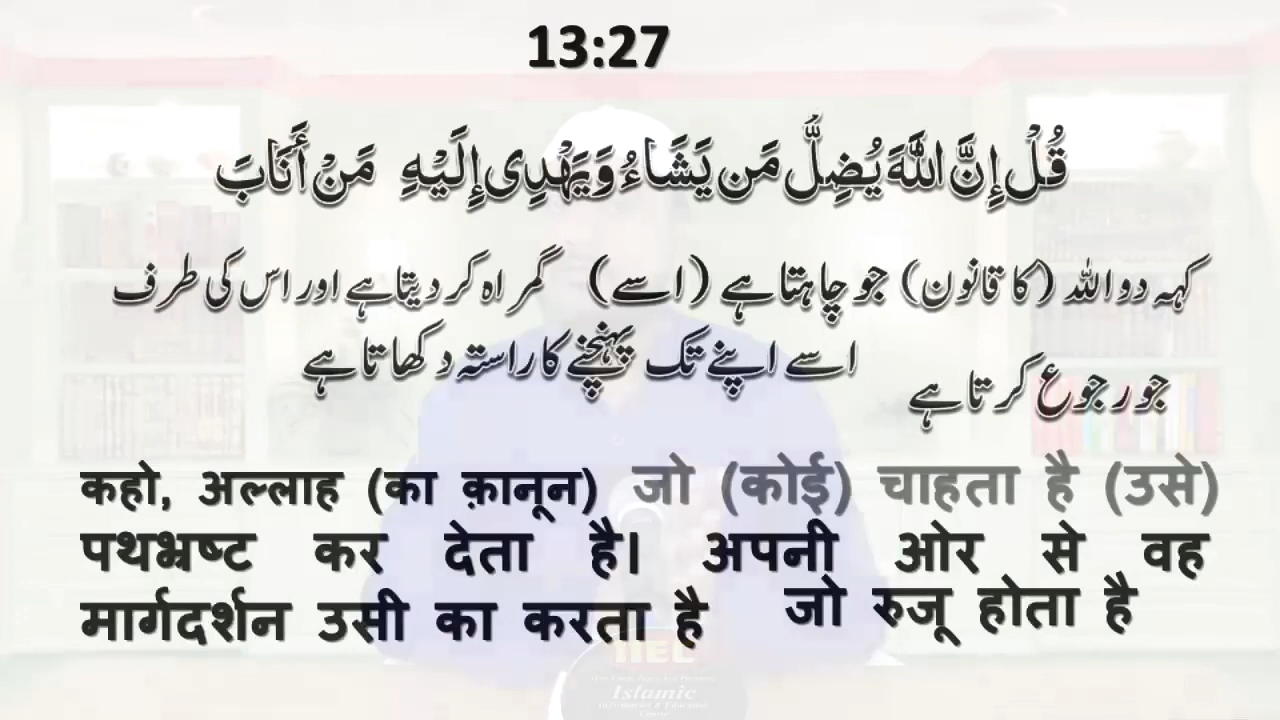 13:27
قُلْ إِنَّ اللَّهَ يُضِلُّ مَن يَشَاءُ وَيَهْدِي إِلَيْهِ مَنْ أَنَابَ
کہہ دو اللہ (کا قانون) جو چاہتا ہے (اسے) گمراہ کر دیتا ہے اور اس کی طرف
جو رجوع کرتا ہے اسے اپنے تک پہنچنے کا راستہ دکھاتا ہے
कहो, अल्लाह (का क़ानून) जो (कोई) चाहता है (उसे)
पथभ्रष्ट कर देता है। अपनी ओर से वह
मार्गदर्शन उसी का करता है जो रुजू होता है
IIEC
Islamic